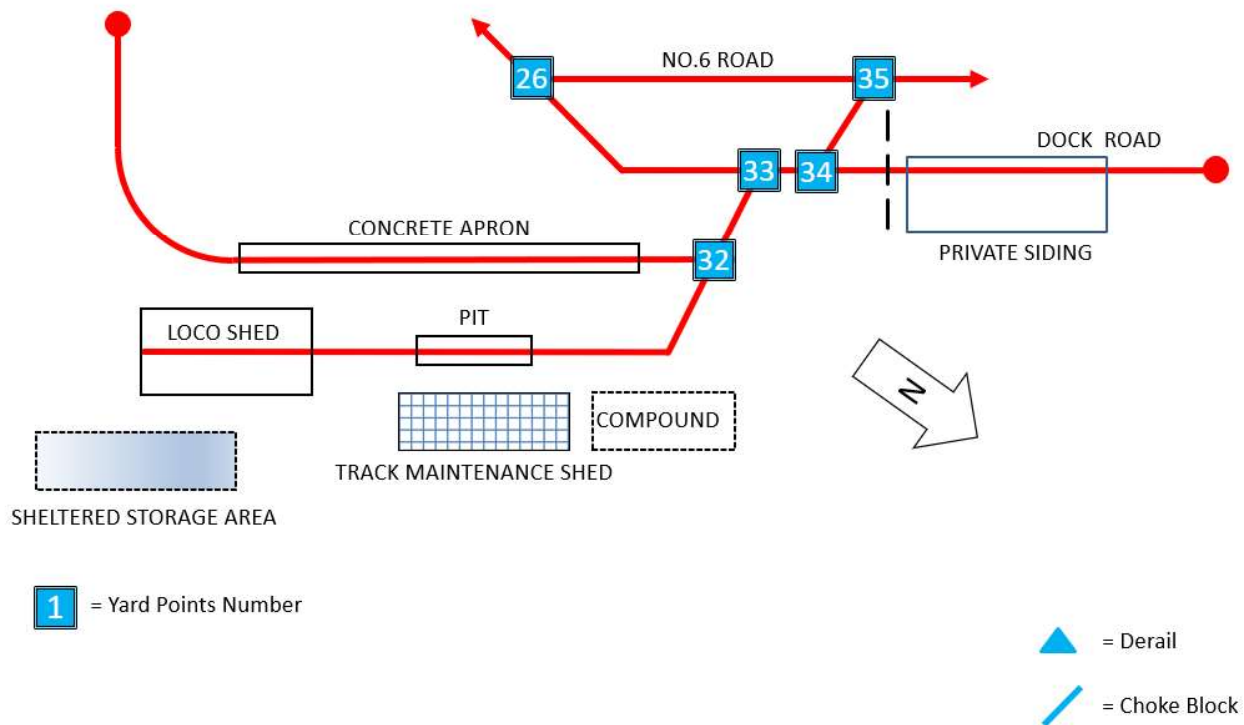 NO.6 ROAD
26
35
DOCK ROAD
33
34
CONCRETE APRON
32
PRIVATE SIDING
LOCO SHED
PIT
N
COMPOUND
TRACK MAINTENANCE SHED
SHELTERED STORAGE AREA
1 = Yard Points Number
= Derail
= Choke Block